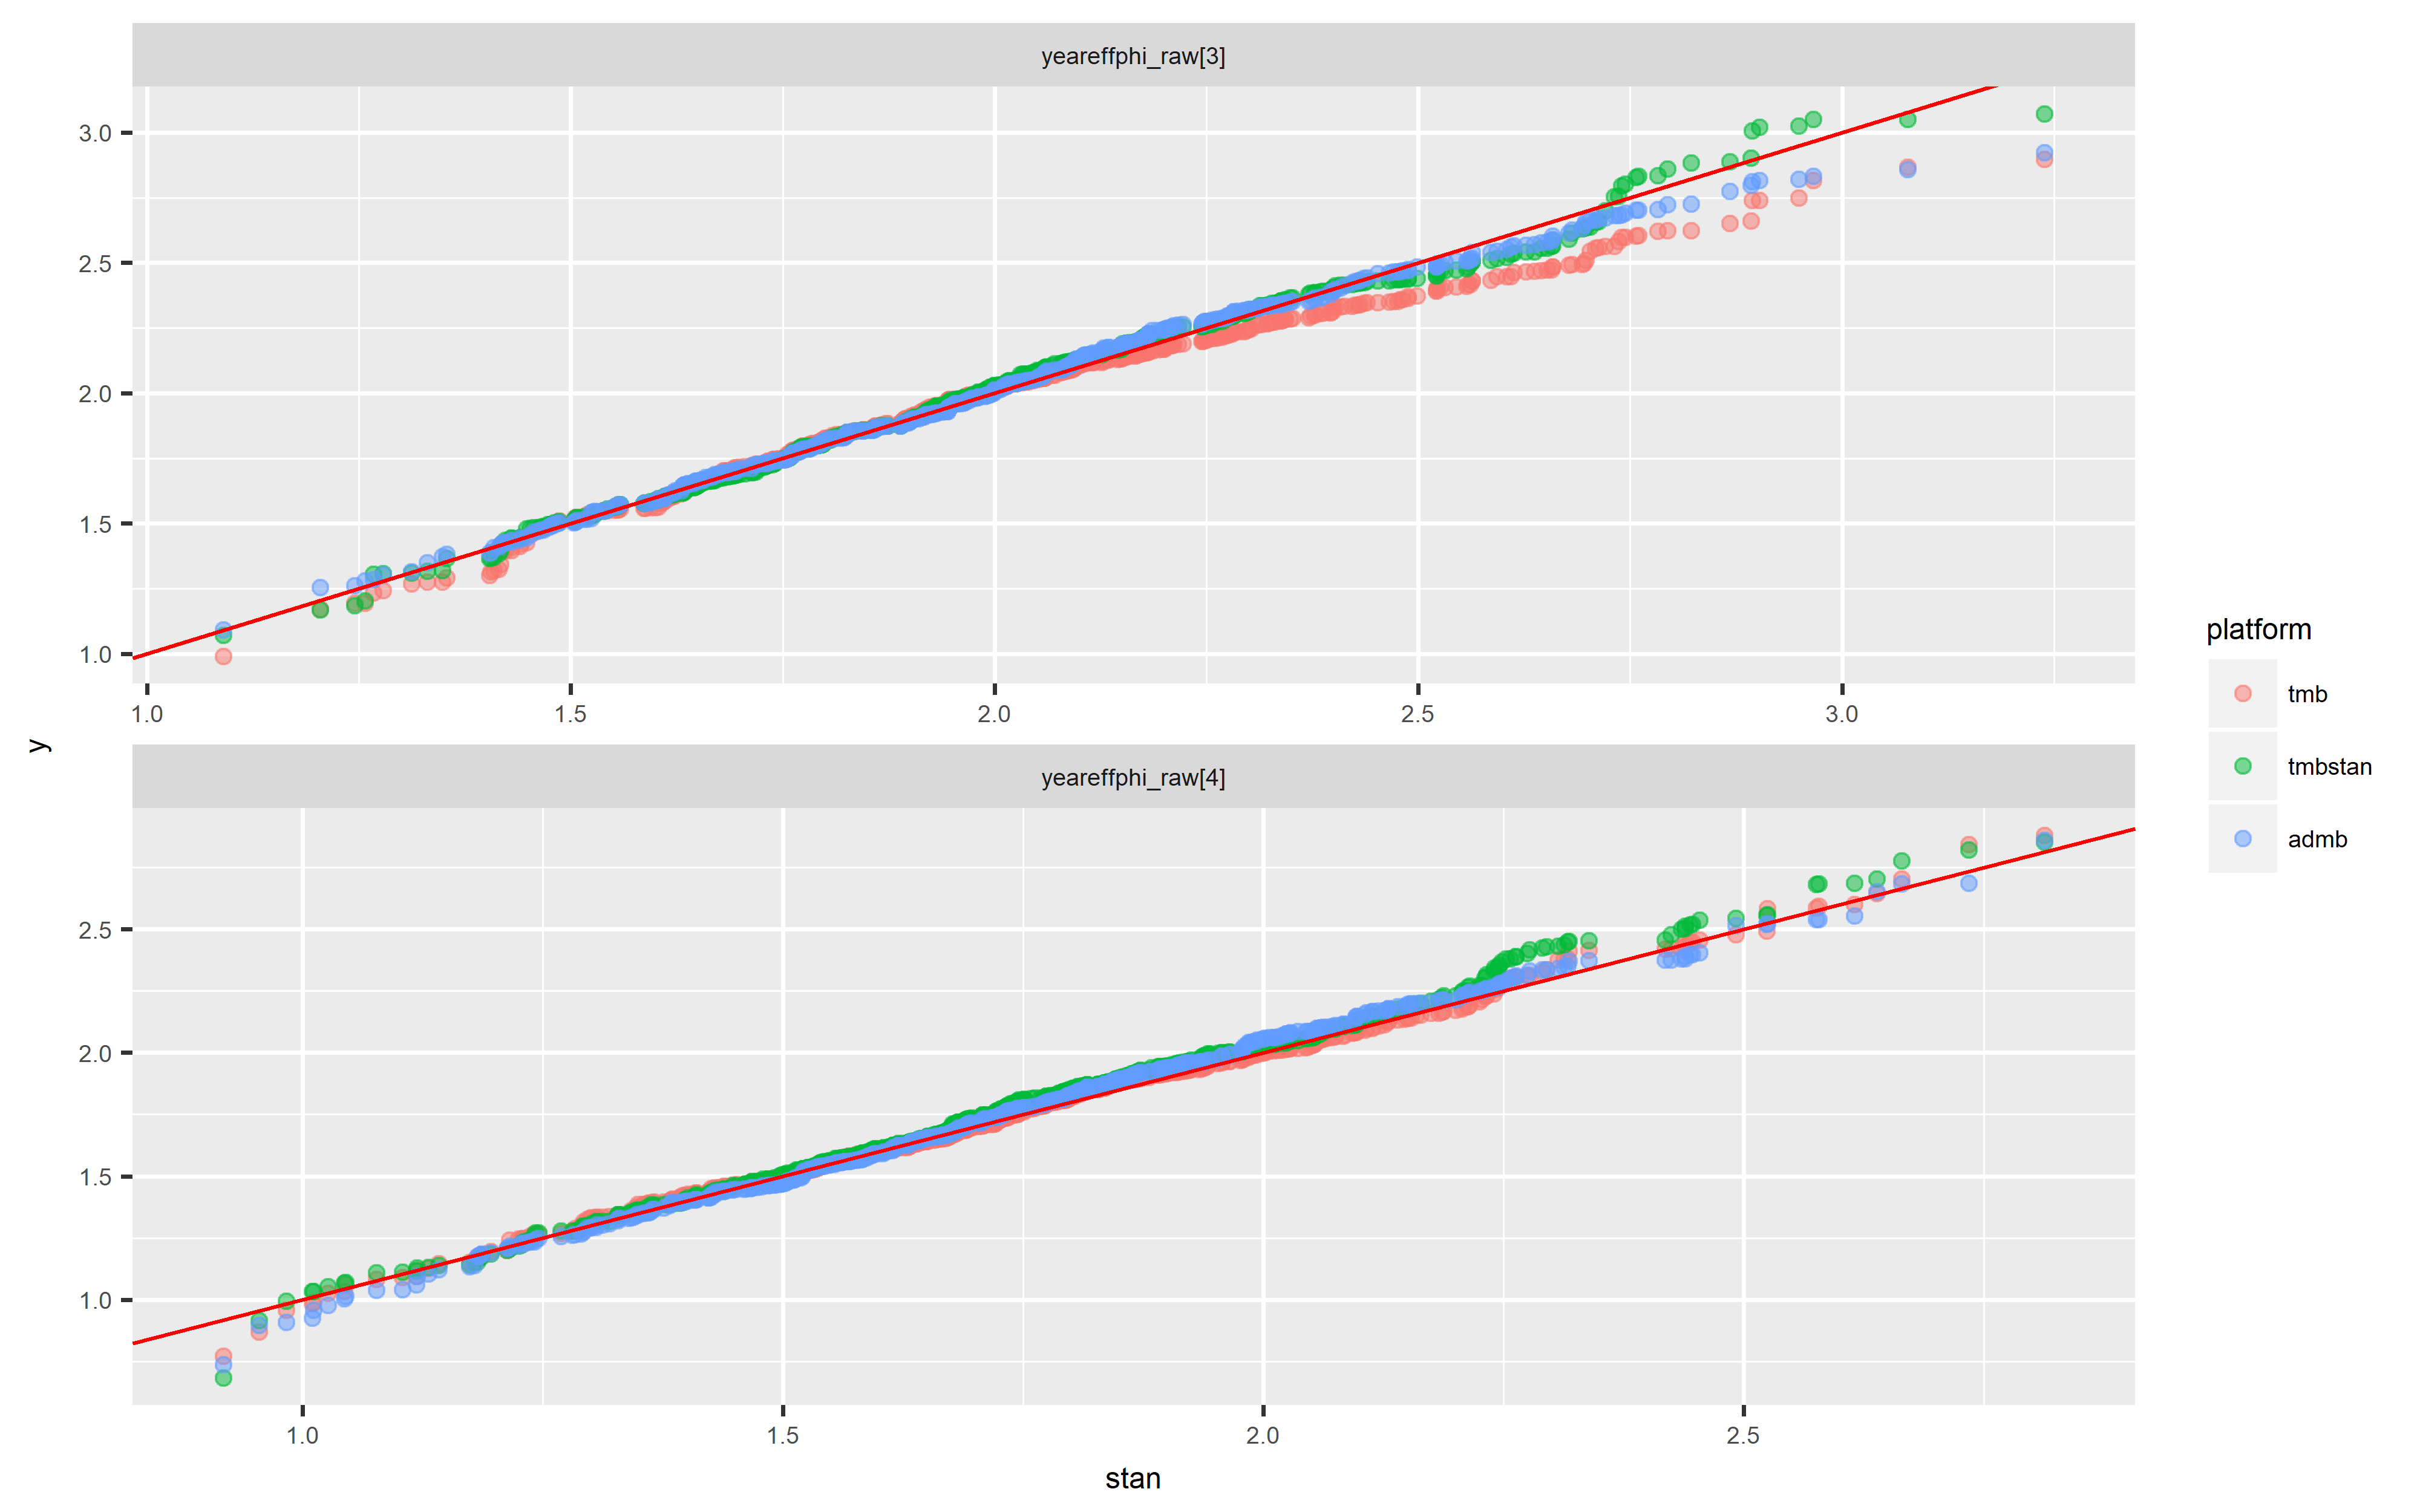 yeareffphi_raw[3]
3.0
2.5
2.0
1.5
1.0
1.0 1.5 2.0 2.5 3.0
y
yeareffphi_raw[4]
2.5
2.0
1.5
1.0
1.0 1.5 2.0 2.5
stan
platform
tmb
tmbstan
admb